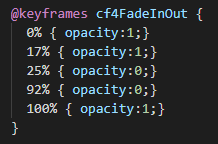 @keyframes cf4FadeInOut {
0% { opacity:1;}
17% { opacity:1;}
25% { opacity:0;}
92% { opacity:0;}
100% { opacity:1;}
}